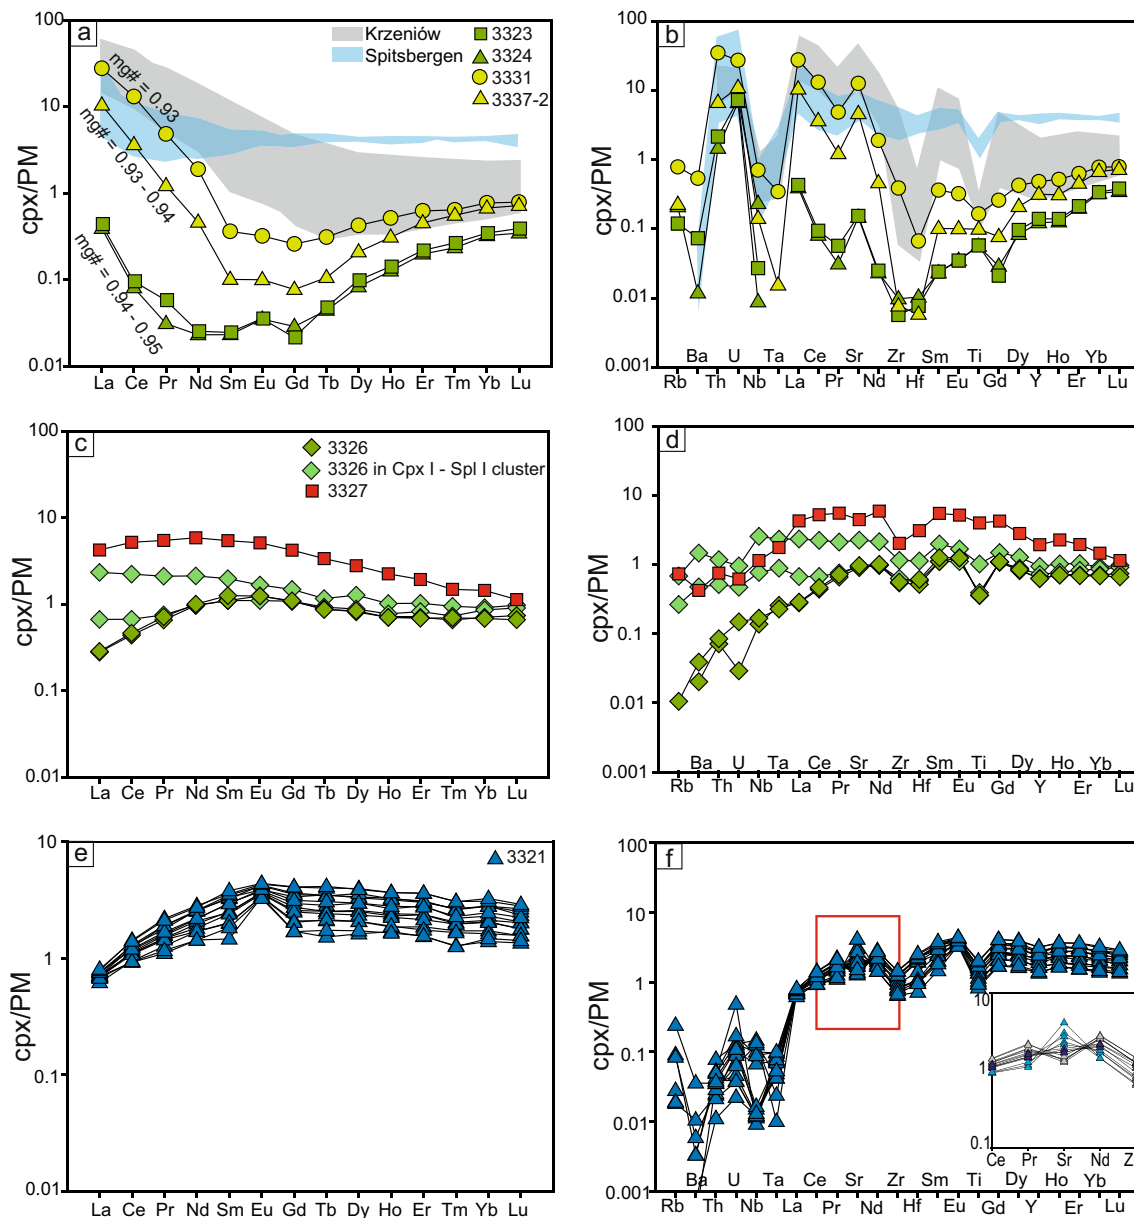 a
Krzeniów
Spitsbergen
3323
3324
3331
3337-2
mg# = 0.93
mg# = 0.93 - 0.94
mg# = 0.94 - 0.95
cpx/PM
100
10
1
0.1
0.01
La Ce Pr Nd Sm Eu Gd Tb Dy Ho Er Tm Yb Lu
b
cpx/PM
100
10
1
0.1
0.01
0.001
Ba U Ta Ce Sr Zr Sm Ti Dy Ho Yb
Rb Th Nb La Pr Nd Hf Eu Gd Y Er Lu
c
3326
3326 in Cpx I - Spl I cluster
3327
cpx/PM
100
10
1
0.1
0.01
La Ce Pr Nd Sm Eu Gd Tb Dy Ho Er Tm Yb Lu
d
cpx/PM
100
10
1
0.1
0.01
0.001
Ba U Ta Ce Sr Zr Sm Ti Dy Ho Yb
Rb Th Nb La Pr Nd Hf Eu Gd Y Er Lu
e
3321
cpx/PM
10
1
0.1
0.01
La Ce Pr Nd Sm Eu Gd Tb Dy Ho Er Tm Yb Lu
f
cpx/PM
100
10
1
0.1
0.01
0.001
10
1
0.1
Ce Pr Sr Nd Z
Ba U Ta Ce Sr Zr Sm Ti Dy Ho Yb
Rb Th Nb La Pr Nd Hf Eu Gd Y Er Lu